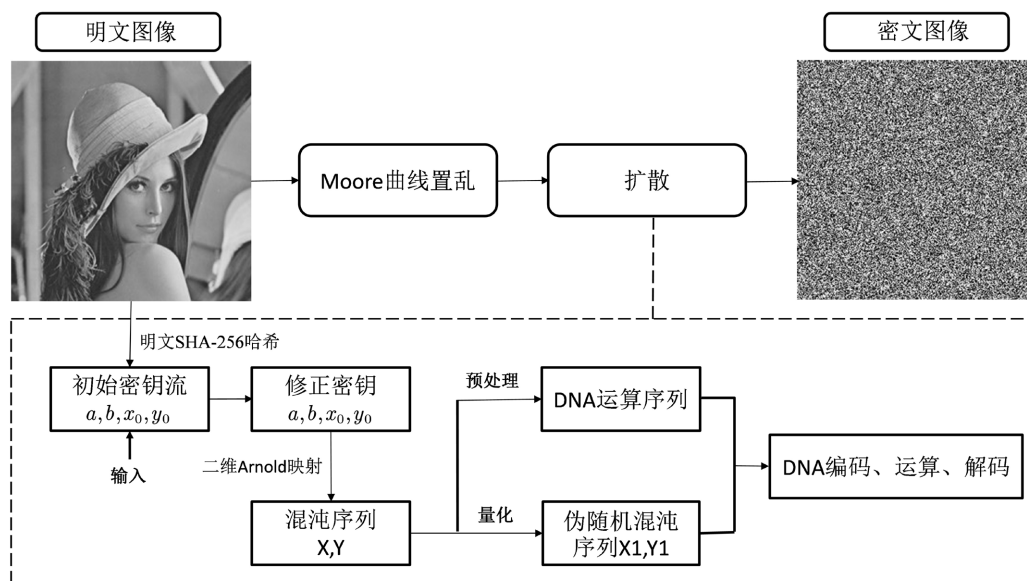 明文图像
密文图像
Moore曲线置乱
扩散
明文SHA-256哈希
初始密钥流
a,b,x₀,y₀
修正密钥
a,b,x₀,y₀
预处理
DNA运算序列
输入
二维Arnold映射
DNA编码、运算、解码
混沌序列
X,Y
量化
伪随机混沌
序列X1,Y1